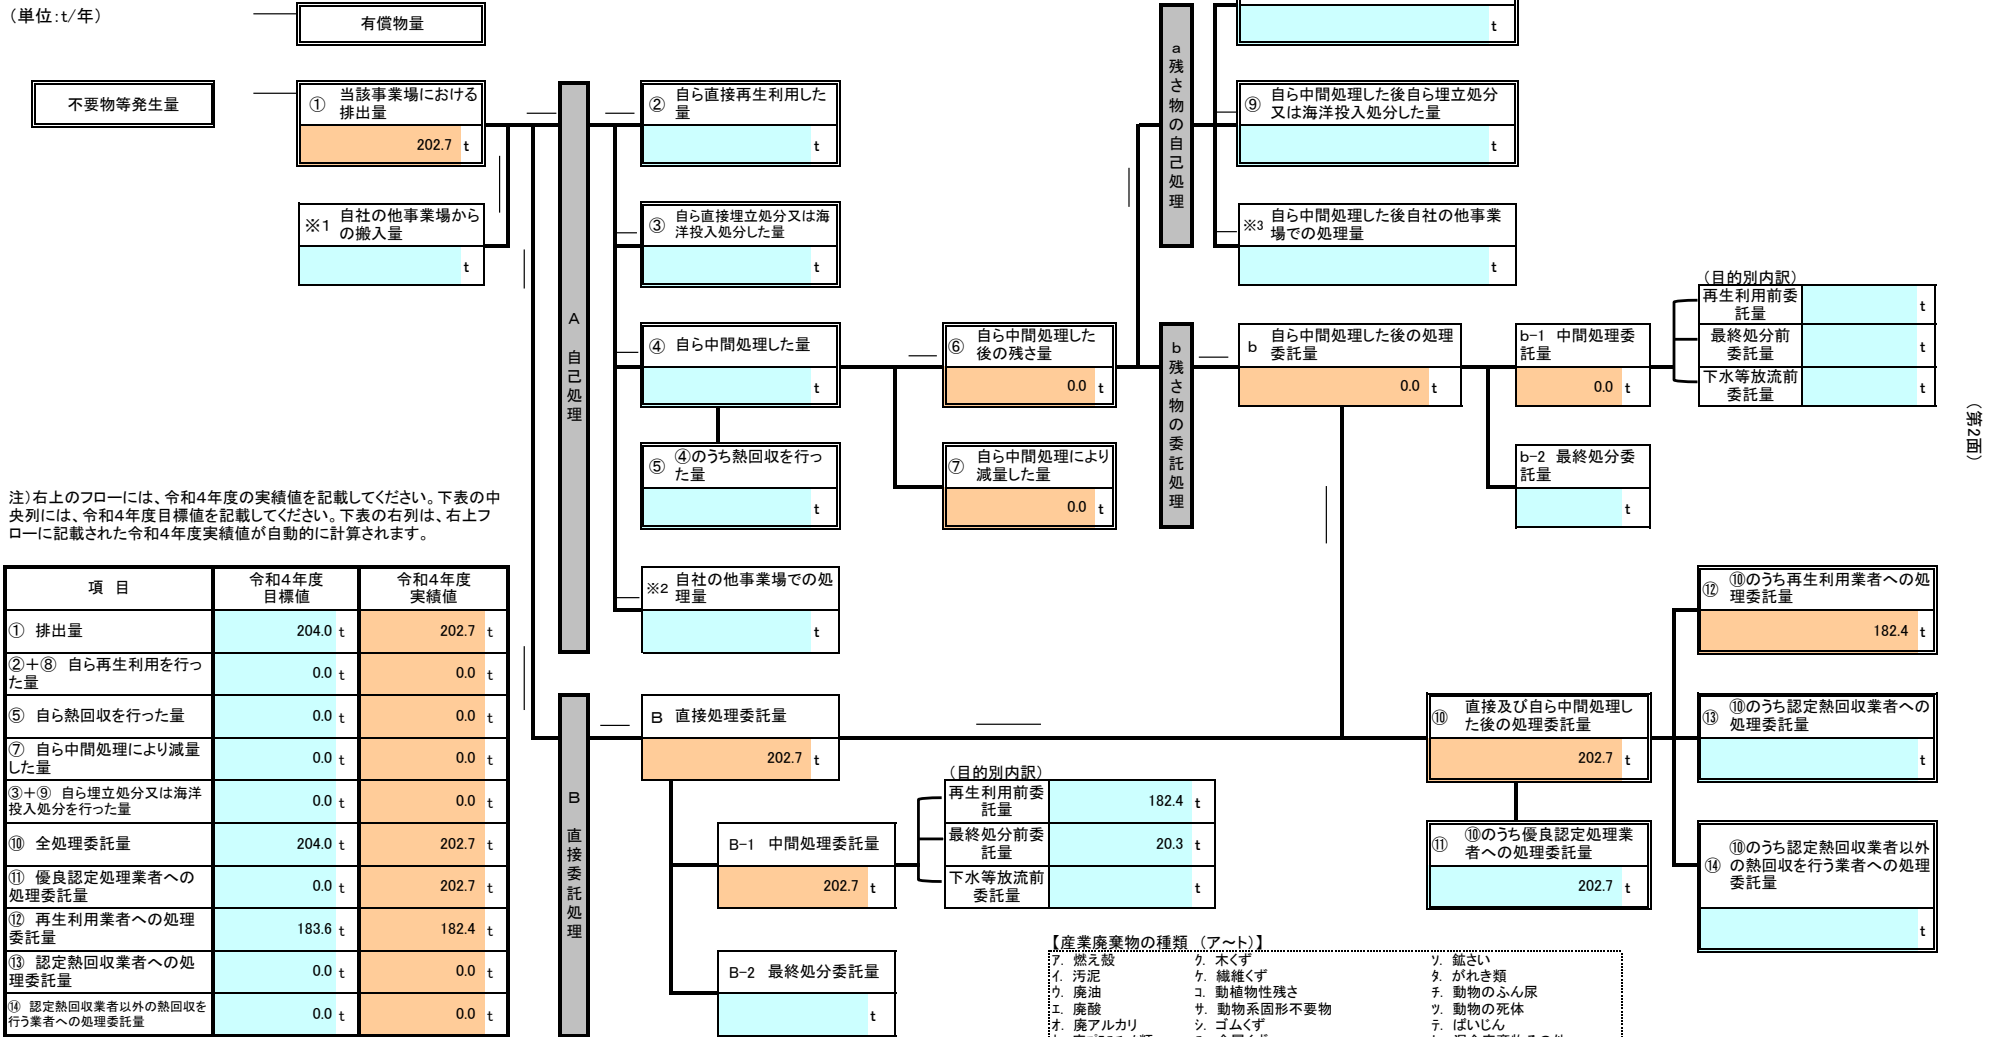 (単位:t/年)
有償物量
不要物等発生量
① 当該事業場における
排出量
202.7 t
※1 自社の他事業場から
の搬入量
t
A 自己処理
② 自ら直接再生利用した
量
t
③ 自ら直接埋立処分又は海
洋投入処分した量
t
④ 自ら中間処理した量
t
⑤ ④のうち熱回収を行っ
た量
t
※2 自社の他事業場での処
理量
t
⑥ 自ら中間処理した
後の残さ量
0.0 t
⑦ 自ら中間処理により
減量した量
0.0 t
a 残さ物の自己処理
t
⑨ 自ら中間処理した後自ら埋立処分
又は海洋投入処分した量
t
※3 自ら中間処理した後自社の他事業
場での処理量
t
b 残さ物の委託処理
b 自ら中間処理した後の処理
委託量
0.0 t
b-1 中間処理委
託量
0.0 t
b-2 最終処分委
託量
t
(目的別内訳)
再生利用前委
託量 t
最終処分前
委託量 t
下水等放流前
委託量 t
(第2面)
注)右上のフローには、令和4年度の実績値を記載してください。下表の中
央列には、令和4年度目標値を記載してください。下表の右列は、右上フ
ローに記載された令和4年度実績値が自動的に計算されます。
項 目 令和4年度
目標値 令和4年度
実績値
① 排出量 204.0 t 202.7 t
②+⑧ 自ら再生利用を行っ
た量 0.0 t 0.0 t
⑤ 自ら熱回収を行った量 0.0 t 0.0 t
⑦ 自ら中間処理により減量
した量 0.0 t 0.0 t
③+⑨ 自ら埋立処分又は海洋
投入処分を行った量 0.0 t 0.0 t
⑩ 全処理委託量 204.0 t 202.7 t
⑪ 優良認定処理業者への
処理委託量 0.0 t 202.7 t
⑫ 再生利用業者への処理
委託量 183.6 t 182.4 t
⑬ 認定熱回収業者への処
理委託量 0.0 t 0.0 t
⑭ 認定熱回収業者以外の熱回収を
行う業者への処理委託量 0.0 t 0.0 t
B 直接委託処理
B 直接処理委託量
202.7 t
B-1 中間処理委託量
202.7 t
B-2 最終処分委託量
t
(目的別内訳)
再生利用前委
託量 182.4 t
最終処分前委
託量 20.3 t
下水等放流前
委託量 t
⑩ 直接及び自ら中間処理し
た後の処理委託量
202.7 t
⑪ ⑩のうち優良認定処理業
者への処理委託量
202.7 t
⑫ ⑩のうち再生利用業者への処
理委託量
182.4 t
⑬ ⑩のうち認定熱回収業者への
処理委託量
t
⑭ ⑩のうち認定熱回収業者以外
の熱回収を行う業者への処理
委託量
t
【産業廃棄物の種類 (ア~ト)】
ア. 燃え殻 ク. 木くず ソ. 鉱さい
イ. 汚泥 ケ. 繊維くず タ. がれき類
ウ. 廃油 コ. 動植物性残さ チ. 動物のふん尿
エ. 廃酸 サ. 動物系固形不要物 ツ. 動物の死体
オ. 廃アルカリ シ. ゴムくず テ. ばいじん